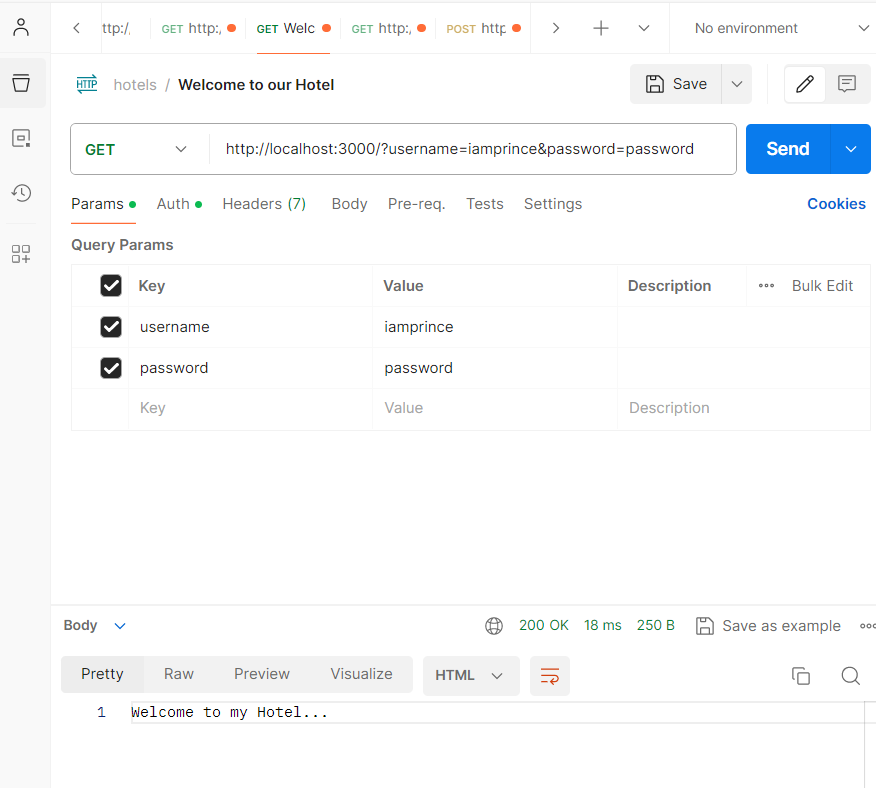 ttp:/, GET http:, GET Welc GET http:, POST http No environment
HTTP hotels / Welcome to our Hotel Save
GET http://localhost:3000/?username=iamprince&password=password Send
Params Auth Headers (7) Body Pre-req. Tests Settings Cookies
Query Params
Key Value Description Bulk Edit
username iamprince
password password
Key Value Description
Body 200 OK 18 ms 250 B Save as example
Pretty Raw Preview Visualize HTML
1 Welcome to my Hotel...